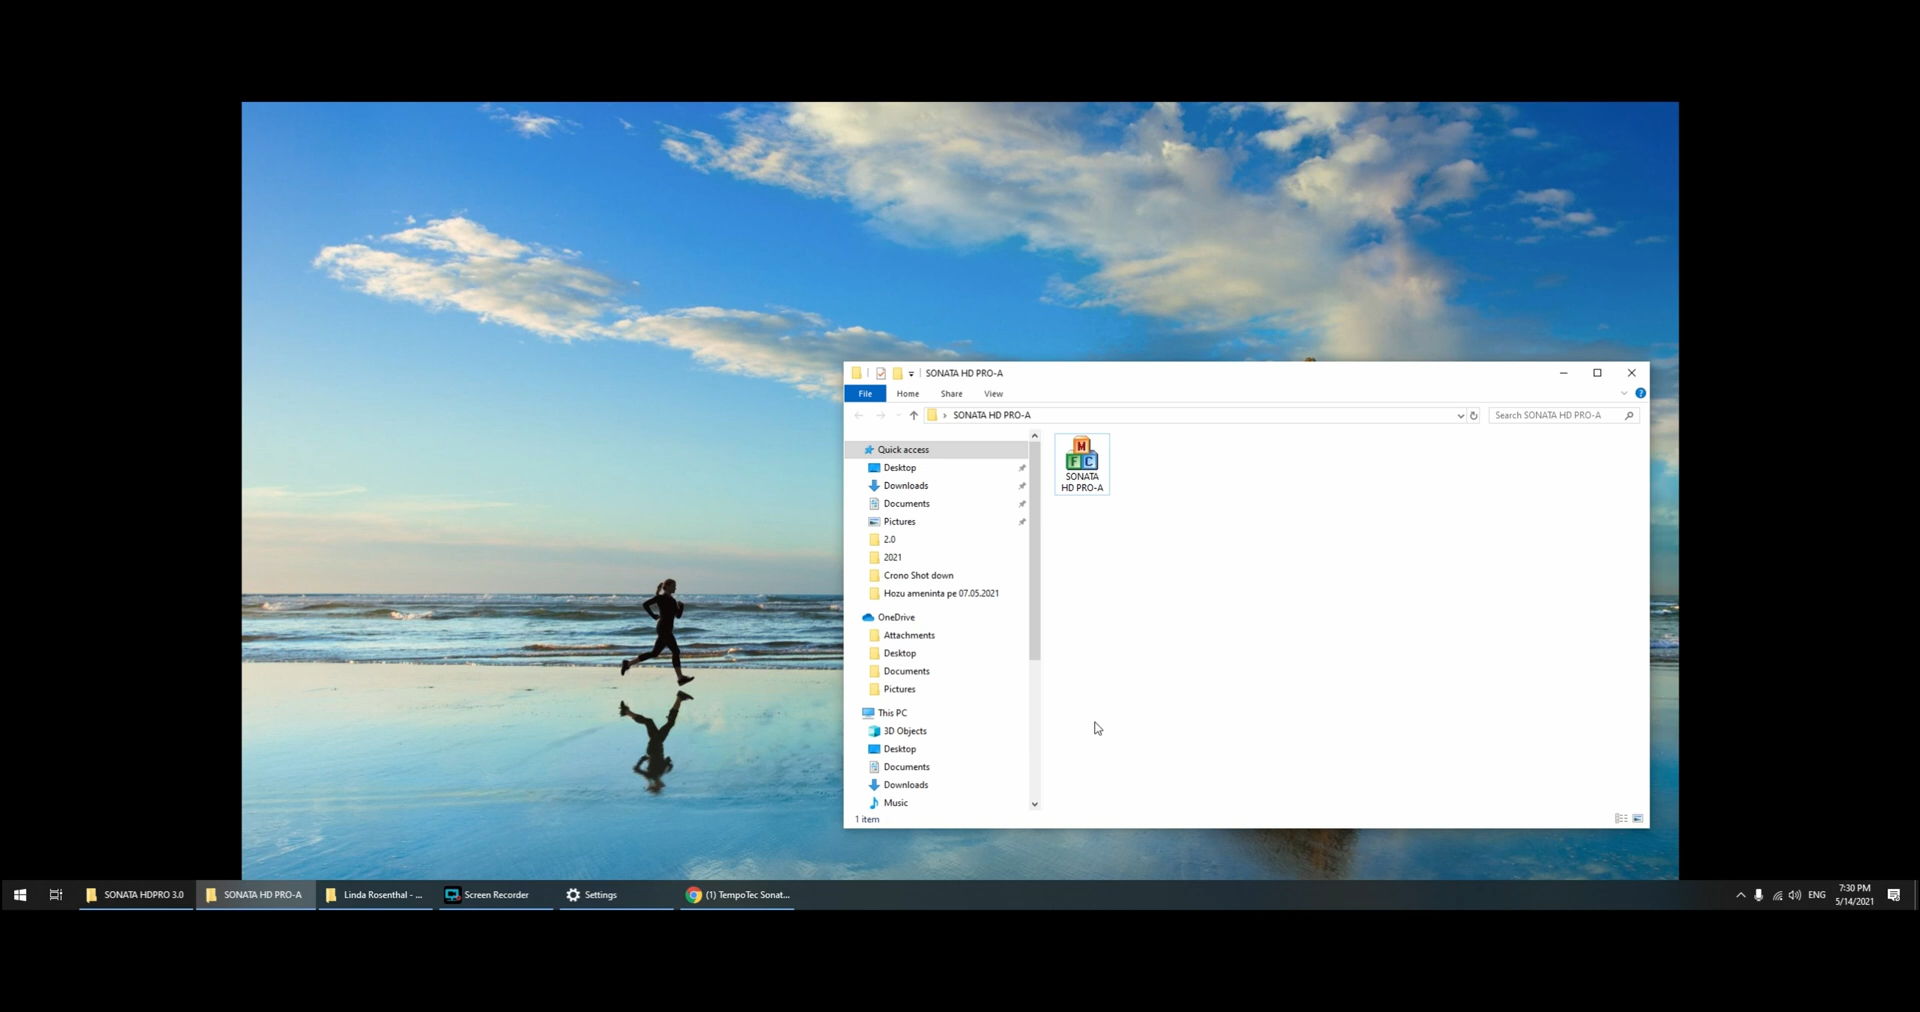 SONATA HD PRO-A
File Home Share View
SONATA HD PRO-A
Search SONATA HD PRO-A
Quick access
Desktop
Downloads
Documents
Pictures
2.0
2021
Crono Shot down
Hozu ameninta pe 07.05.2021
OneDrive
Attachments
Desktop
Documents
Pictures
This PC
3D Objects
Desktop
Documents
Downloads
Music
M
F C
SONATA
HD PRO-A
1 item
SONATA HDPRO 3.0
SONATA HD PRO-A
Linda Rosenthal - ...
Screen Recorder
Settings
(1) TempoTec Sonat...
ENG
7:30 PM
5/14/2021